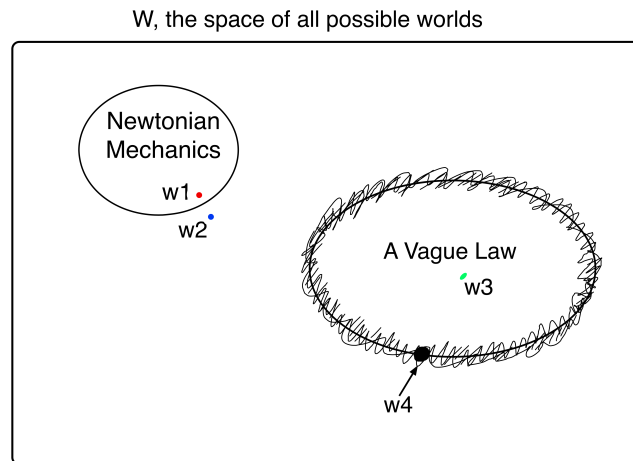 W, the space of all possible worlds
Newtonian
Mechanics
w1
w2
A Vague Law
w3
w4